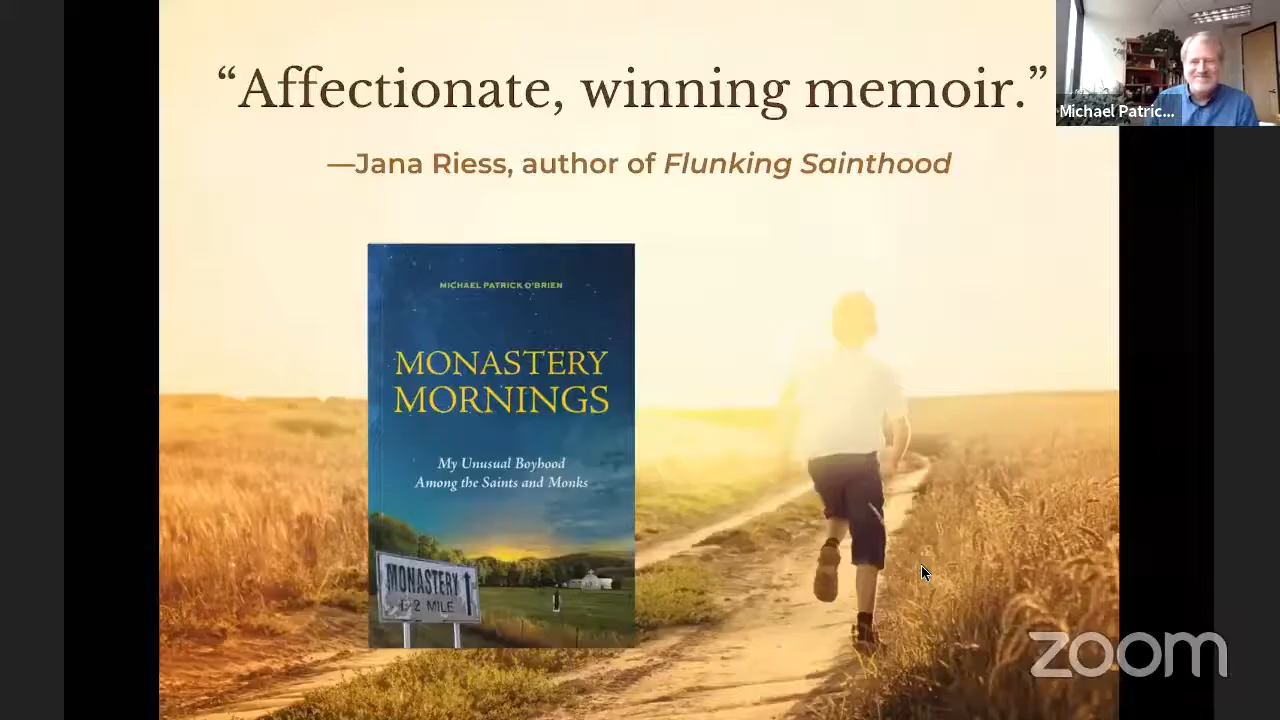 “Affectionate, winning memoir.”
—Jana Riess, author of Flunking Sainthood
Michael Patric...
MICHAEL PATRICK O'BRIEN
MONASTERY
MORNINGS
My Unusual Boyhood
Among the Saints and Monks
MONASTERY
1/2 MILE
zoom